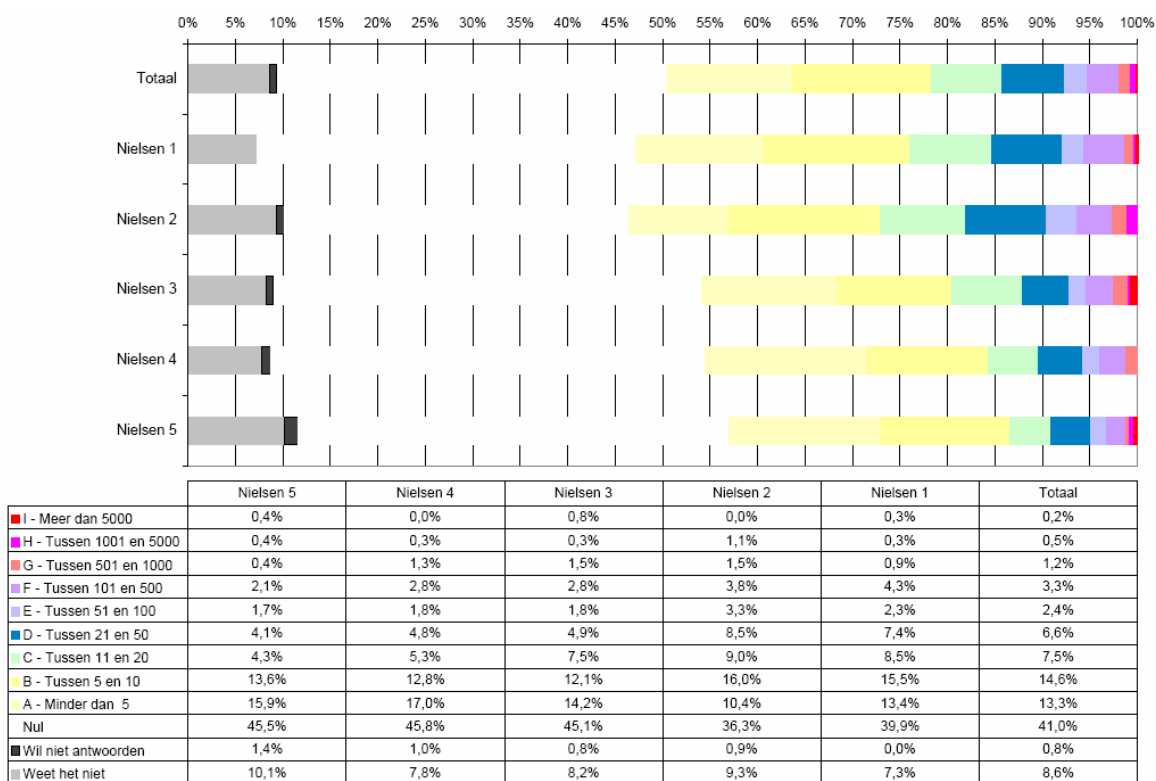 0% 5% 10% 15% 20% 25% 30% 35% 40% 45% 50% 55% 60% 65% 70% 75% 80% 85% 90% 95% 100%
Totaal
Nielsen 1
Nielsen 2
Nielsen 3
Nielsen 4
Nielsen 5
Nielsen 5 Nielsen 4 Nielsen 3 Nielsen 2 Nielsen 1 Totaal
I - Meer dan 5000 0,4% 0,0% 0,8% 0,0% 0,3% 0,2%
H - Tussen 1001 en 5000 0,4% 0,3% 0,3% 1,1% 0,3% 0,5%
G - Tussen 501 en 1000 0,4% 1,3% 1,5% 1,5% 0,9% 1,2%
F - Tussen 101 en 500 2,1% 2,8% 2,8% 3,8% 4,3% 3,3%
E - Tussen 51 en 100 1,7% 1,8% 1,8% 3,3% 2,3% 2,4%
D - Tussen 21 en 50 4,1% 4,8% 4,9% 8,5% 7,4% 6,6%
C - Tussen 11 en 20 4,3% 5,3% 7,5% 9,0% 8,5% 7,5%
B - Tussen 5 en 10 13,6% 12,8% 12,1% 16,0% 15,5% 14,6%
A - Minder dan 5 15,9% 17,0% 14,2% 10,4% 13,4% 13,3%
Nul 45,5% 45,8% 45,1% 36,3% 39,9% 41,0%
Wil niet antwoorden 1,4% 1,0% 0,8% 0,9% 0,0% 0,8%
Weet het niet 10,1% 7,8% 8,2% 9,3% 7,3% 8,6%